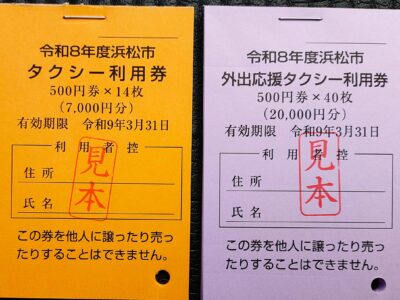 令和8年度浜松市
タクシー利用券
500円券×14枚
(7,000円分)
有効期限 令和9年3月31日
利用者控
住所
氏名
見本
この券を他人に譲ったり売っ
たりすることはできません。
令和8年度浜松市
外出応援タクシー利用券
500円券×40枚
(20,000円分)
有効期限 令和9年3月31日
利用者控
住所
氏名
見本
この券を他人に譲ったり売っ
たりすることはできません。